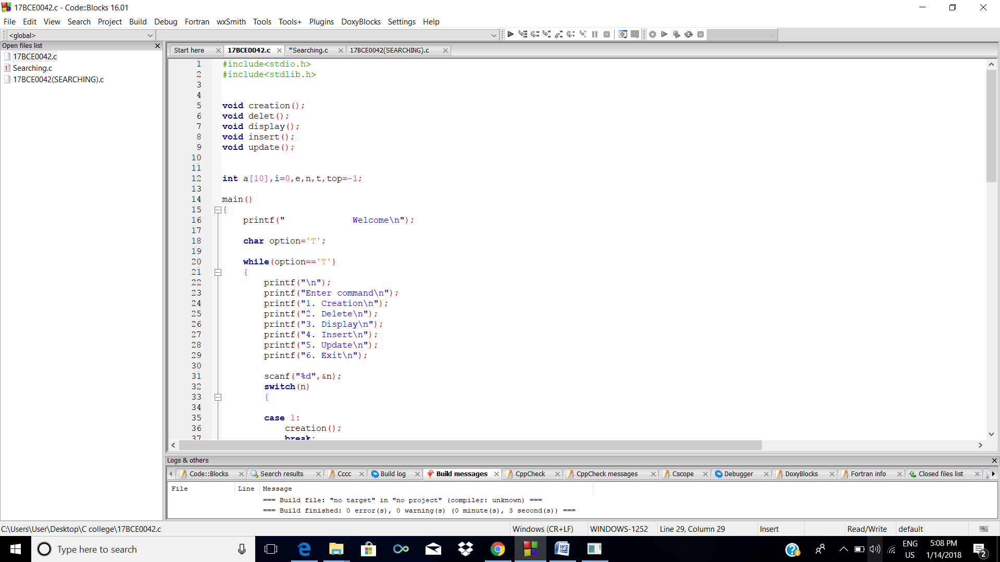 17BCE0042.c - Code::Blocks 16.01
File Edit View Search Project Build Debug Fortran wxSmith Tools Tools+ Plugins DoxyBlocks Settings Help
<global>
Open files list
17BCE0042.c
Searching.c
17BCE0042(SEARCHING).c
Start here 17BCE0042.c *Searching.c 17BCE0042(SEARCHING).c
1 #include<stdio.h>
2 #include<stdlib.h>
3
4
5 void creation();
6 void delet();
7 void display();
8 void insert();
9 void update();
10
11
12 int a[10],i=0,e,n,t,top=-1;
13
14 main()
15 {
16     printf("             Welcome\n");
17
18     char option='T';
19
20     while(option=='T')
21     {
22         printf("\n");
23         printf("Enter command\n");
24         printf("1. Creation\n");
25         printf("2. Delete\n");
26         printf("3. Display\n");
27         printf("4. Insert\n");
28         printf("5. Update\n");
29         printf("6. Exit\n");
30
31         scanf("%d",&n);
32         switch(n)
33         {
34
35         case 1:
36             creation();
37             break;
Logs & others
Code::Blocks Search results Cccc Build log Build messages CppCheck CppCheck messages Cscope Debugger DoxyBlocks Fortran info Closed files list
File Line Message
=== Build file: "no target" in "no project" (compiler: unknown) ===
=== Build finished: 0 error(s), 0 warning(s) (0 minute(s), 3 second(s)) ===
C:\Users\User\Desktop\C college\17BCE0042.c Windows (CR+LF) WINDOWS-1252 Line 29, Column 29 Insert Read/Write default
Type here to search
ENG
US
5:08 PM
1/14/2018
2